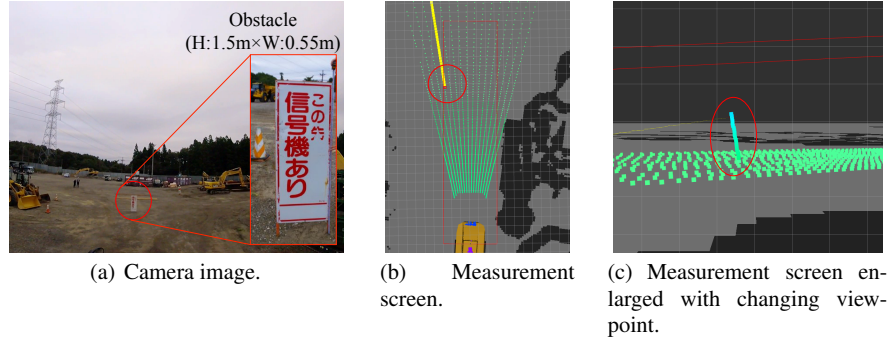 Obstacle
(H:1.5m×W:0.55m)
この先
信号機あり
(a) Camera image.
(b) Measurement
screen.
(c) Measurement screen en-
larged with changing view-
point.